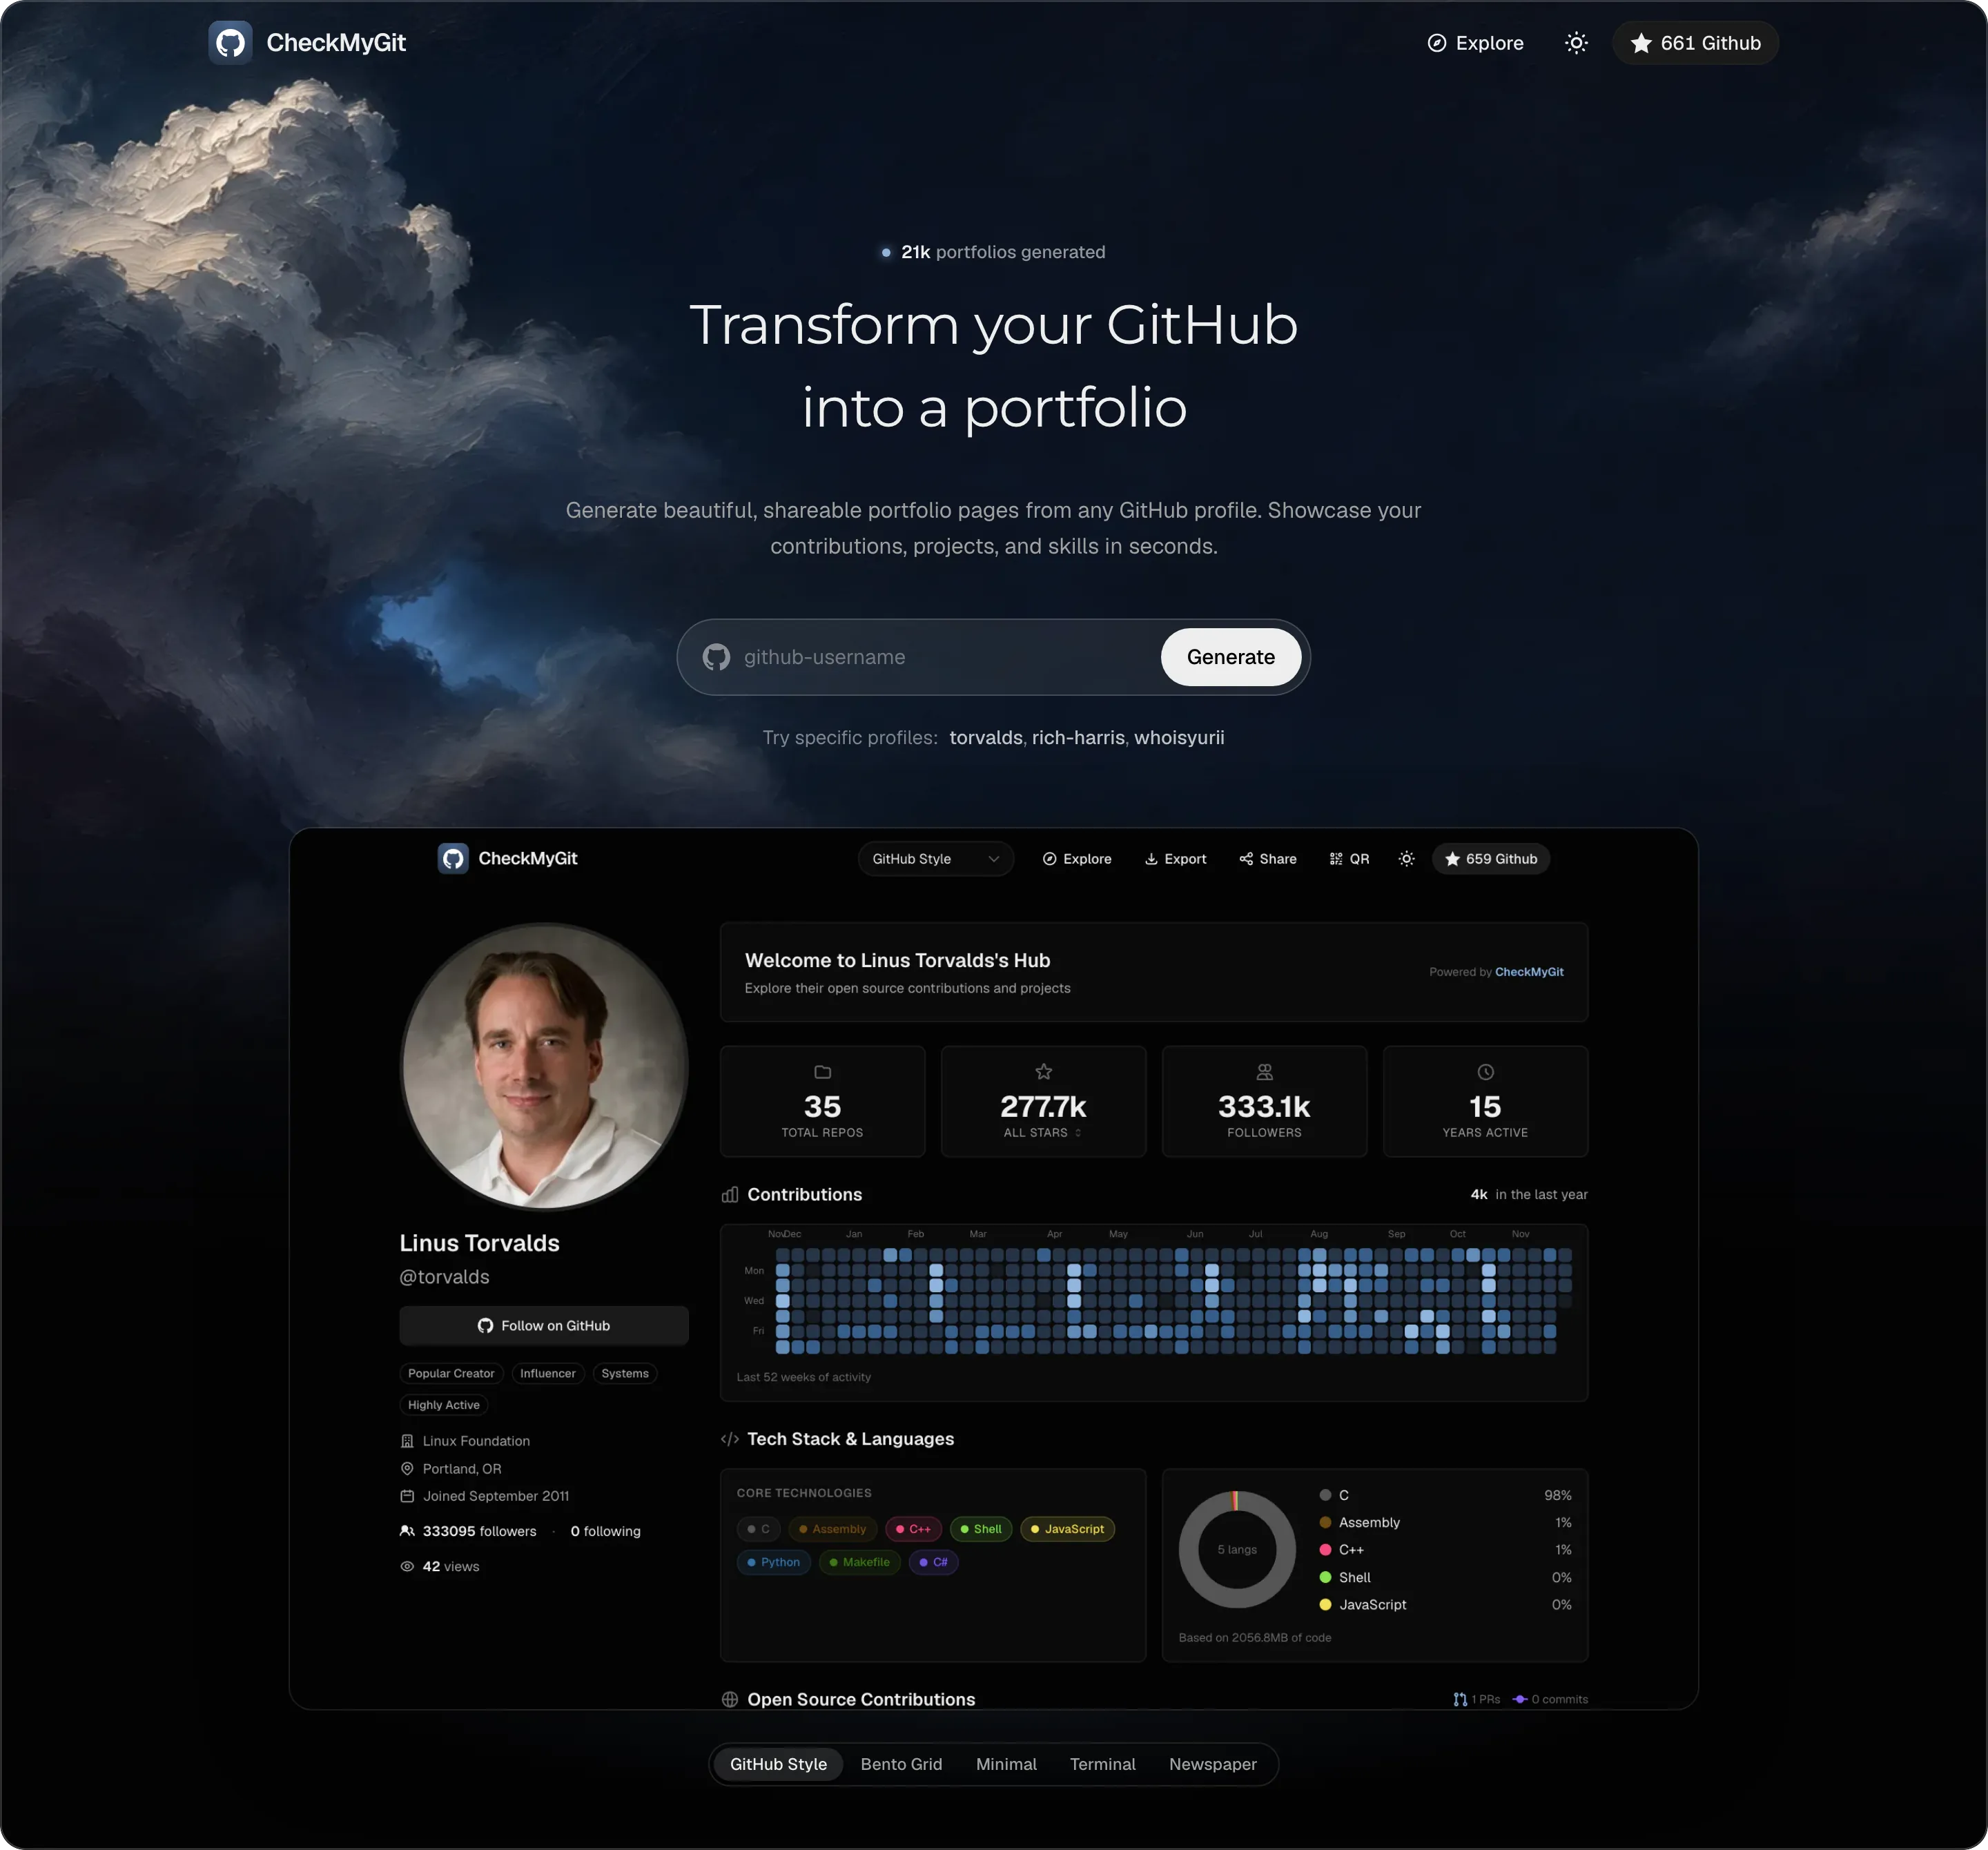 CheckMyGit
Explore
661 Github
21k portfolios generated
Transform your GitHub
into a portfolio
Generate beautiful, shareable portfolio pages from any GitHub profile. Showcase your
contributions, projects, and skills in seconds.
github-username
Generate
Try specific profiles: torvalds, rich-harris, whoisyurii
CheckMyGit
GitHub Style
Explore
Export
Share
QR
659 Github
Linus Torvalds
@torvalds
Follow on GitHub
Popular Creator
Influencer
Systems
Highly Active
Linux Foundation
Portland, OR
Joined September 2011
333095 followers · 0 following
42 views
Welcome to Linus Torvalds's Hub
Explore their open source contributions and projects
Powered by CheckMyGit
35
TOTAL REPOS
277.7k
ALL STARS
333.1k
FOLLOWERS
15
YEARS ACTIVE
Contributions
4k in the last year
Nov Dec Jan Feb Mar Apr May Jun Jul Aug Sep Oct Nov
Mon
Wed
Fri
Last 52 weeks of activity
</> Tech Stack & Languages
CORE TECHNOLOGIES
C Assembly C++ Shell JavaScript
Python Makefile C#
5 langs
C 98%
Assembly 1%
C++ 1%
Shell 0%
JavaScript 0%
Based on 2056.8MB of code
Open Source Contributions
1 PRs
0 commits
GitHub Style
Bento Grid
Minimal
Terminal
Newspaper